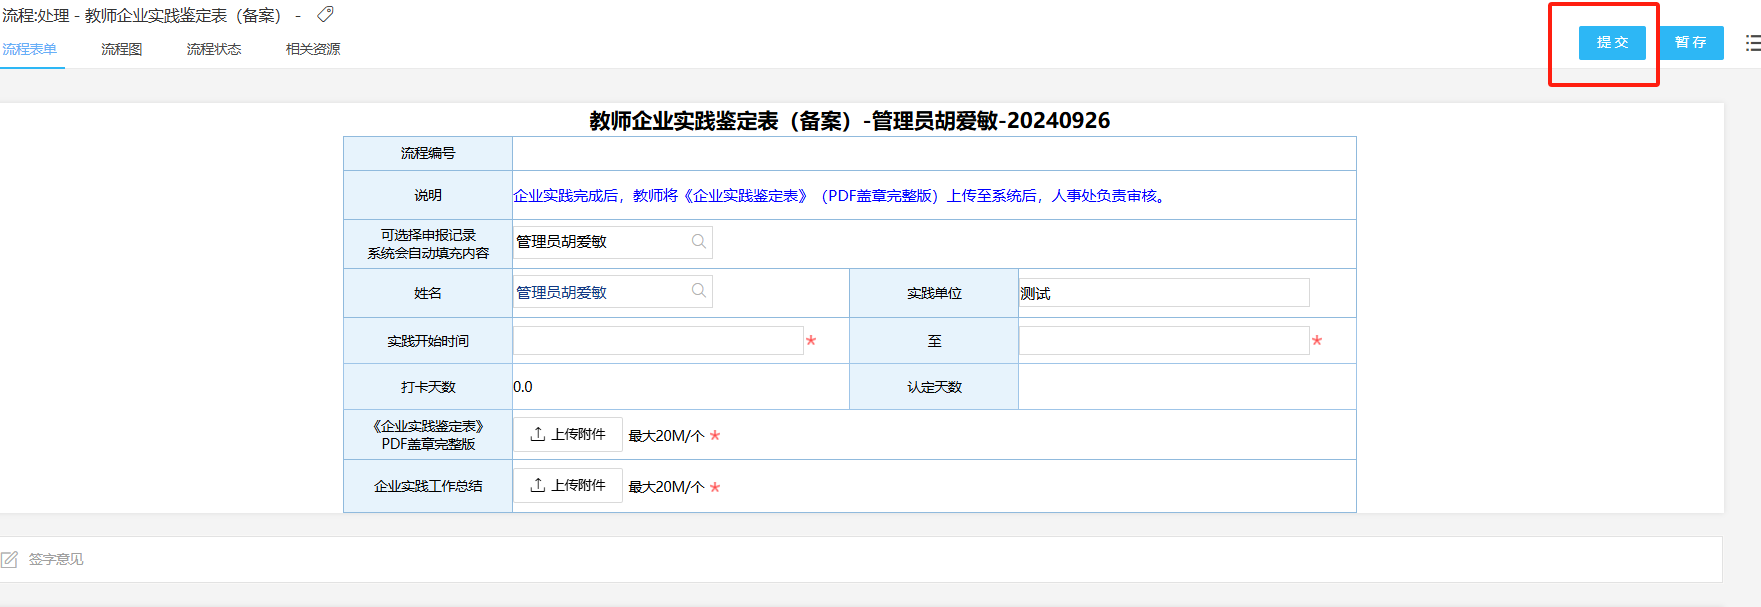 流程:处理 - 教师企业实践鉴定表（备案） -
流程表单 流程图 流程状态 相关资源
提交 暂存
教师企业实践鉴定表（备案）-管理员胡爱敏-20240926
流程编号
说明 企业实践完成后，教师将《企业实践鉴定表》（PDF盖章完整版）上传至系统后，人事处负责审核。
可选择申报记录
系统会自动填充内容
管理员胡爱敏
姓名 管理员胡爱敏 实践单位 测试
实践开始时间 * 至 *
打卡天数 0.0 认定天数
《企业实践鉴定表》
PDF盖章完整版
上传附件 最大20M/个 *
企业实践工作总结 上传附件 最大20M/个 *
签字意见